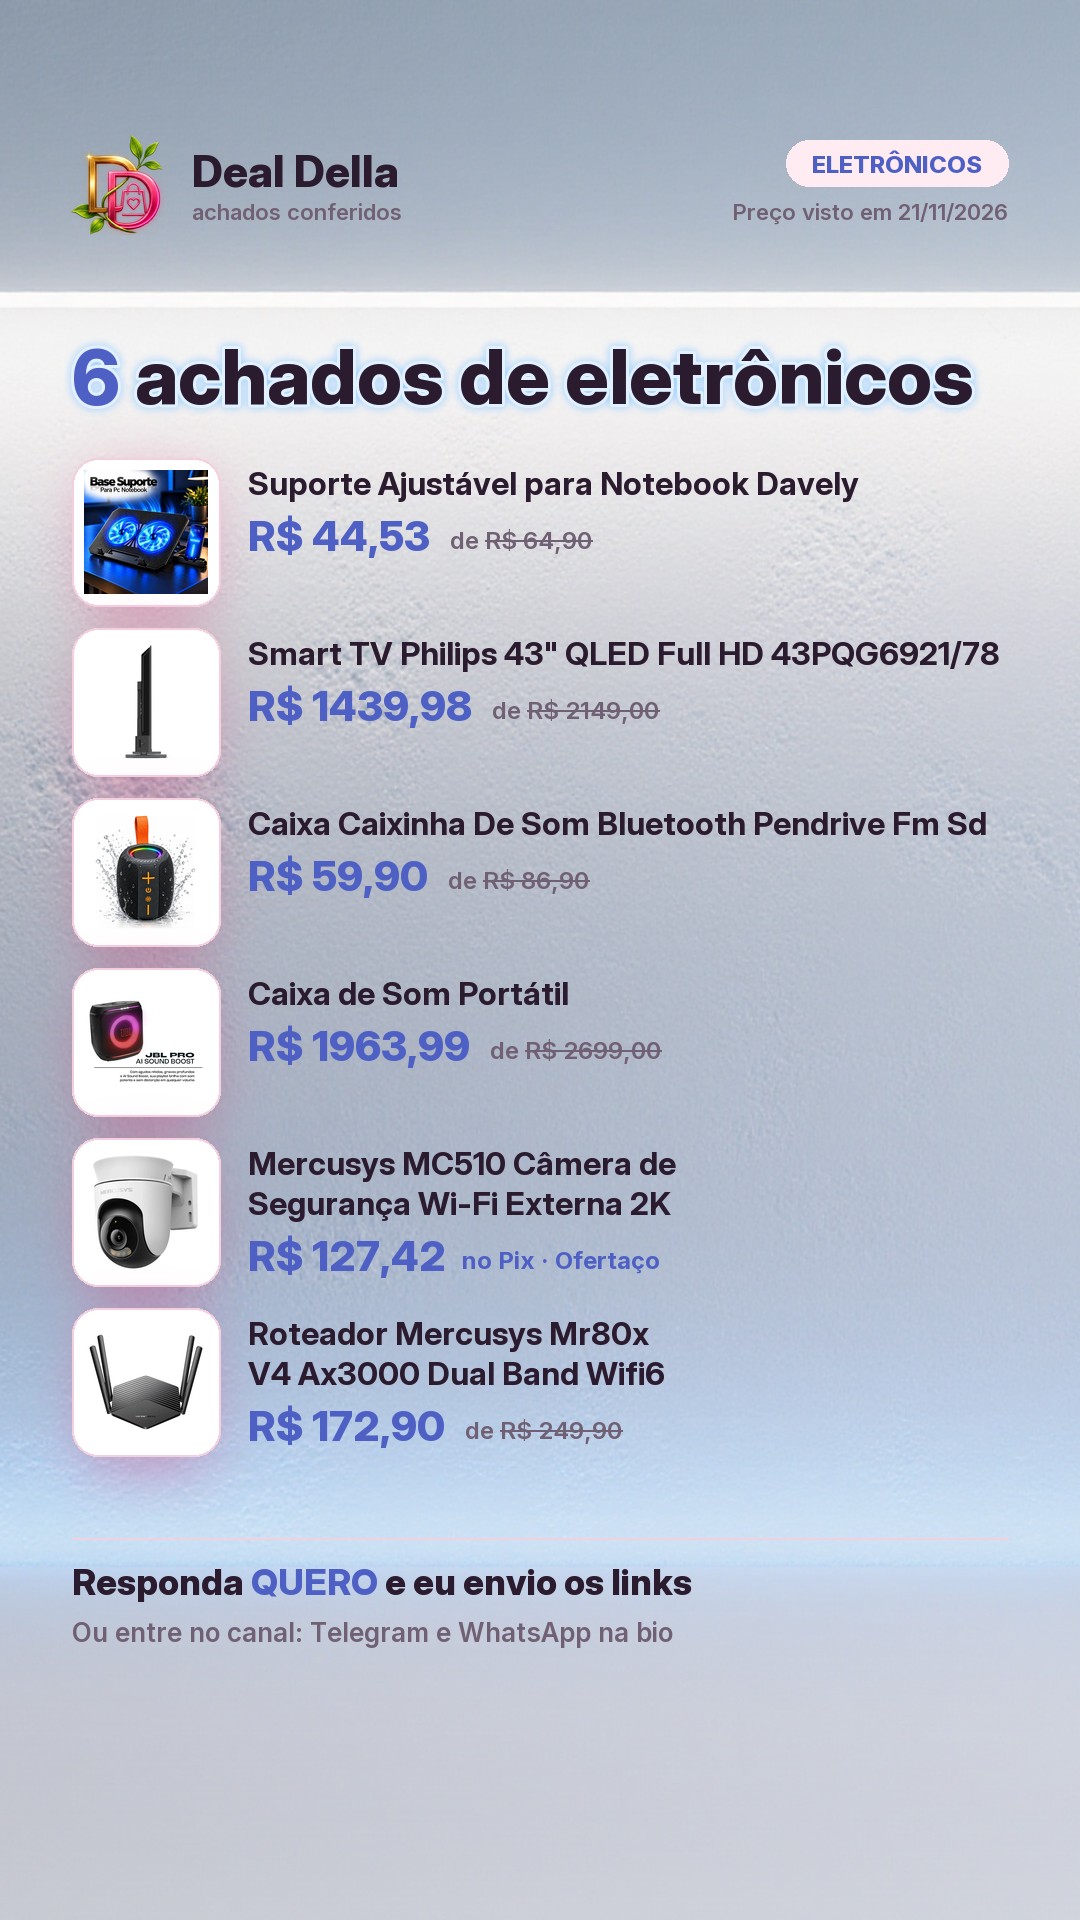 Deal Della
achados conferidos
ELETRÔNICOS
Preço visto em 21/11/2026
6 achados de eletrônicos
Base Suporte
Para Pc Notebook
Suporte Ajustável para Notebook Davely
R$ 44,53 de R$ 64,90
Smart TV Philips 43" QLED Full HD 43PQG6921/78
R$ 1439,98 de R$ 2149,00
Caixa Caixinha De Som Bluetooth Pendrive Fm Sd
R$ 59,90 de R$ 86,90
JBL PRO
AI SOUND BOOST
Caixa de Som Portátil
R$ 1963,99 de R$ 2699,00
Mercusys MC510 Câmera de
Segurança Wi-Fi Externa 2K
R$ 127,42 no Pix · Ofertaço
Roteador Mercusys Mr80x
V4 Ax3000 Dual Band Wifi6
R$ 172,90 de R$ 249,90
Responda QUERO e eu envio os links
Ou entre no canal: Telegram e WhatsApp na bio